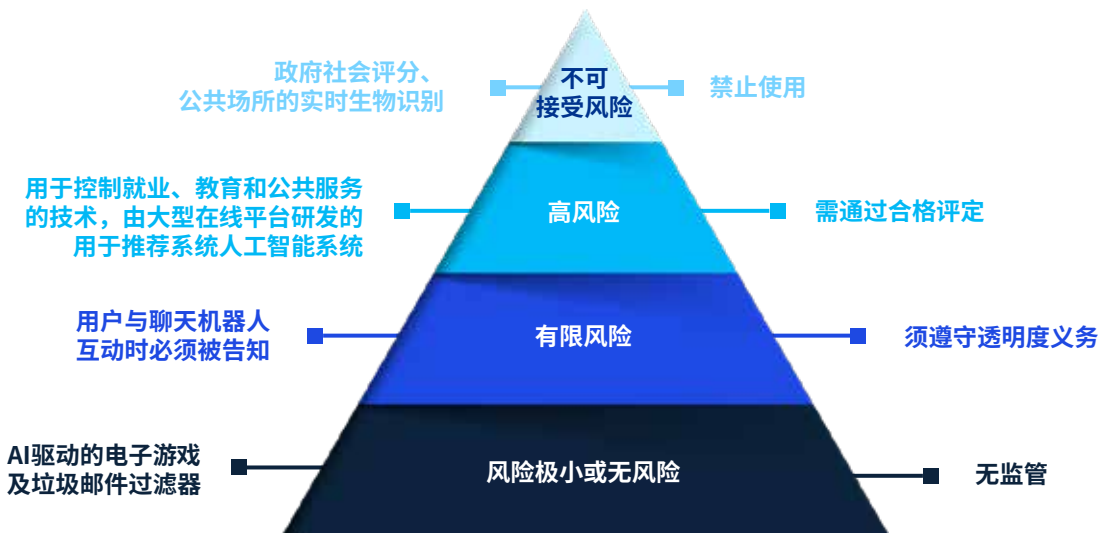 政府社会评分、
公共场所的实时生物识别
不可
接受风险
禁止使用
用于控制就业、教育和公共服务
的技术，由大型在线平台研发的
用于推荐系统人工智能系统
高风险
需通过合格评定
用户与聊天机器人
互动时必须被告知
有限风险
须遵守透明度义务
AI驱动的电子游戏
及垃圾邮件过滤器
风险极小或无风险
无监管